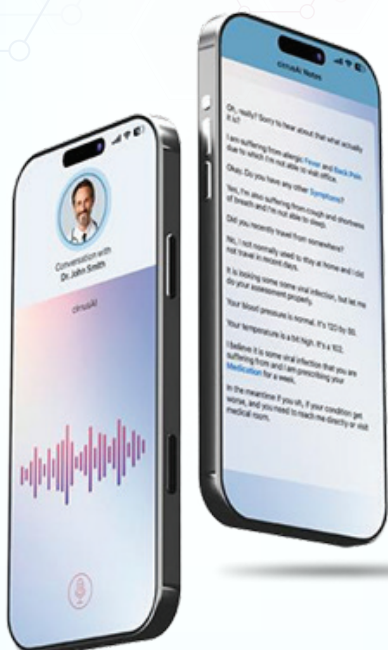 Conversation with
Dr. John Smith
cirrusAI
cirrusAI Notes
Oh, really? Sorry to hear about that what actually
it is?
I am suffering from allergic Fever and Back Pain
due to which I'm not able to visit office.
Okay. Do you have any other Symptoms?
Yes, I'm also suffering from cough and shortness
of breath and I'm not able to sleep.
Did you recently travel from somewhere?
No, I not normally used to stay at home and I did
not travel in recent days.
It is looking some some viral infection, but let me
do your assessment properly.
Your blood pressure is normal. It's 120 by 80.
Your temperature is a bit high. It's a 102.
I believe it is some viral infection that you are
suffering from and I am prescribing your
Medication for a week.
In the meantime if you uh, if your condition get
worse, and you need to reach me directly or visit
medical room.